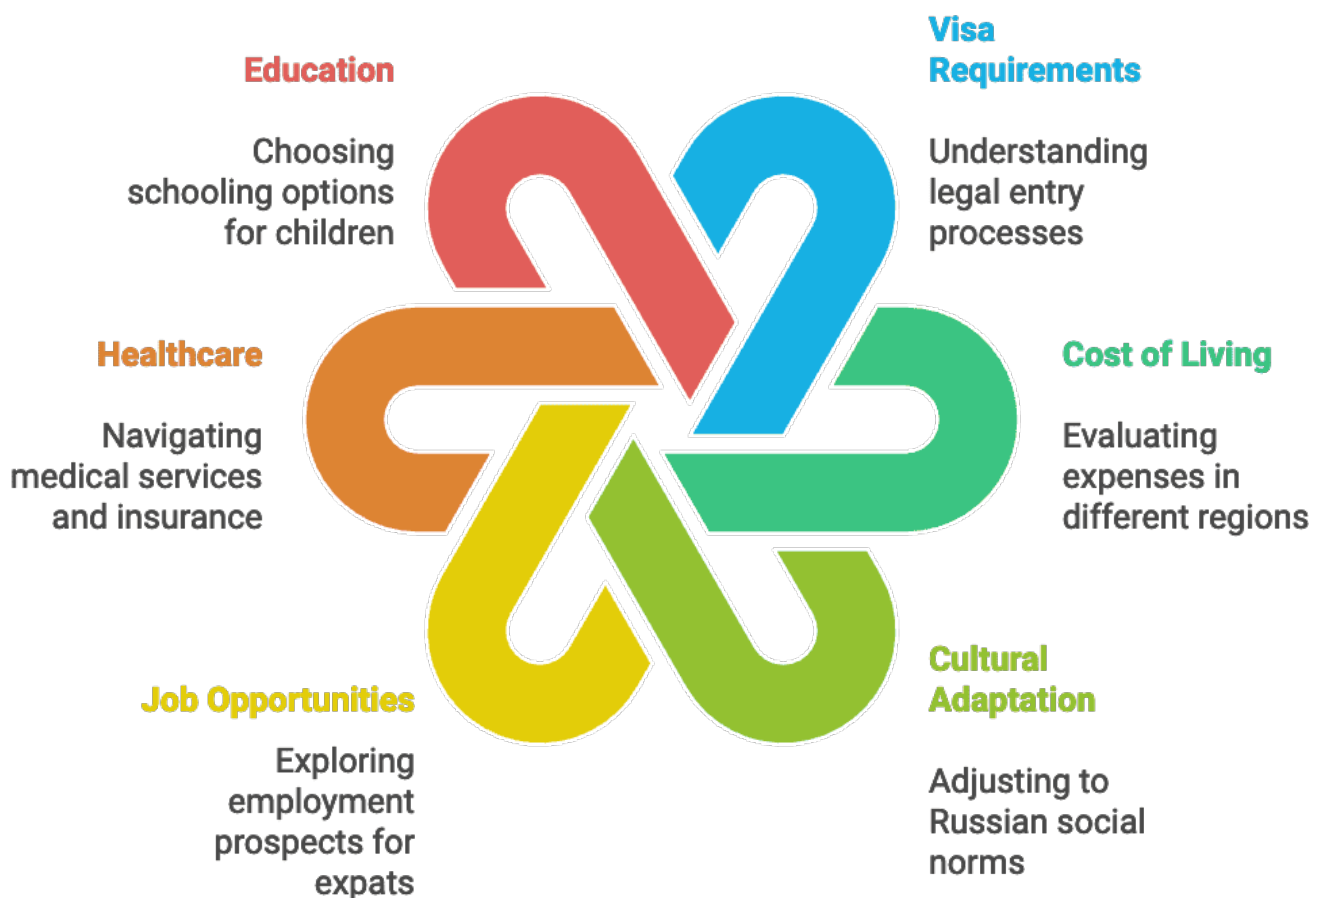 Education
Choosing
schooling options
for children
Visa
Requirements
Understanding
legal entry
processes
Healthcare
Navigating
medical services
and insurance
Cost of Living
Evaluating
expenses in
different regions
Job Opportunities
Exploring
employment
prospects for
expats
Cultural
Adaptation
Adjusting to
Russian social
norms